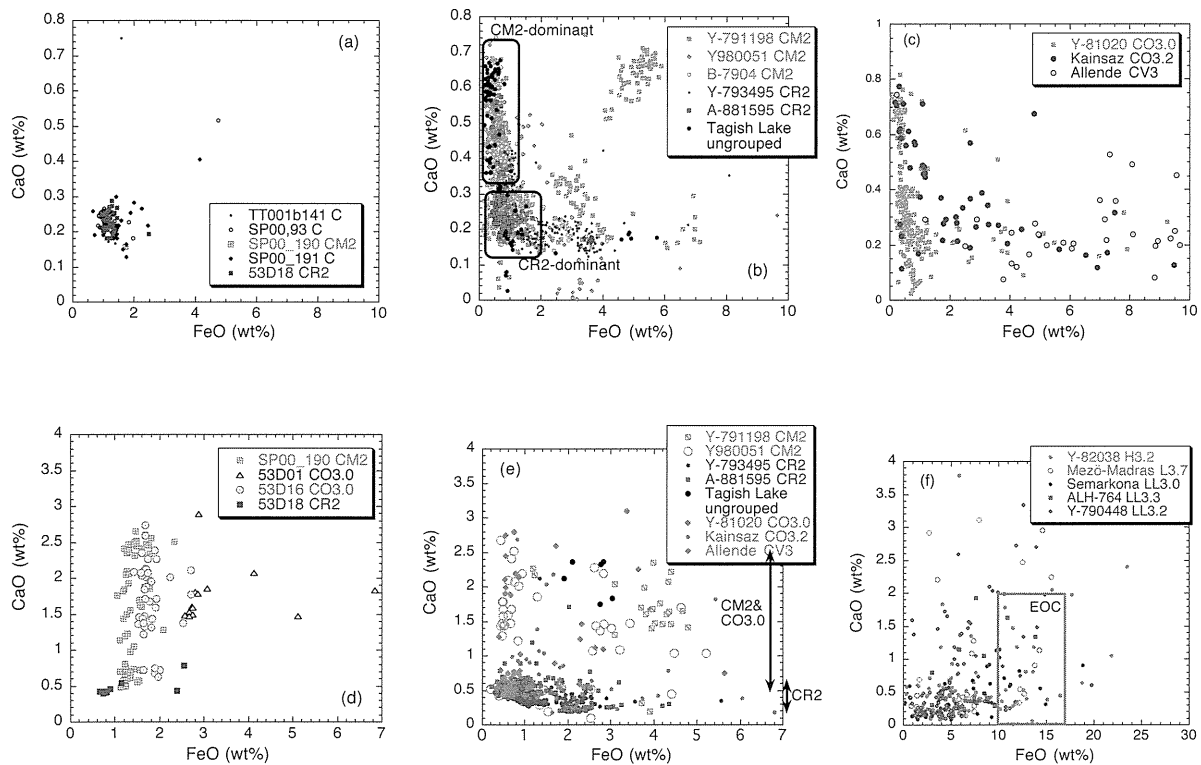 (a)
CaO (wt%)
0.8
0.7
0.6
0.5
0.4
0.3
0.2
0.1
0
TT001b141 C
SP00,93 C
SP00_190 CM2
SP00_191 C
53D18 CR2
0 2 4 6 8 10
FeO (wt%)
(b)
CaO (wt%)
0.8
0.7
0.6
0.5
0.4
0.3
0.2
0.1
0
CM2-dominant
CR2-dominant
Y-791198 CM2
Y980051 CM2
B-7904 CM2
Y-793495 CR2
A-881595 CR2
Tagish Lake
ungrouped
0 2 4 6 8 10
FeO (wt%)
(c)
CaO (wt%)
1
0.8
0.6
0.4
0.2
0
Y-81020 CO3.0
Kainsaz CO3.2
Allende CV3
0 2 4 6 8 10
FeO (wt%)
(d)
CaO (wt%)
4
3.5
3
2.5
2
1.5
1
0.5
0
SP00_190 CM2
53D01 CO3.0
53D16 CO3.0
53D18 CR2
0 1 2 3 4 5 6 7
FeO (wt%)
(e)
CaO (wt%)
4
3.5
3
2.5
2
1.5
1
0.5
0
Y-791198 CM2
Y980051 CM2
Y-793495 CR2
A-881595 CR2
Tagish Lake
ungrouped
Y-81020 CO3.0
Kainsaz CO3.2
Allende CV3
CM2&
CO3.0
CR2
0 1 2 3 4 5 6 7
FeO (wt%)
(f)
CaO (wt%)
4
3.5
3
2.5
2
1.5
1
0.5
0
Y-82038 H3.2
Mezö-Madras L3.7
Semarkona LL3.0
ALH-764 LL3.3
Y-790448 LL3.2
EOC
0 5 10 15 20 25 30
FeO (wt%)